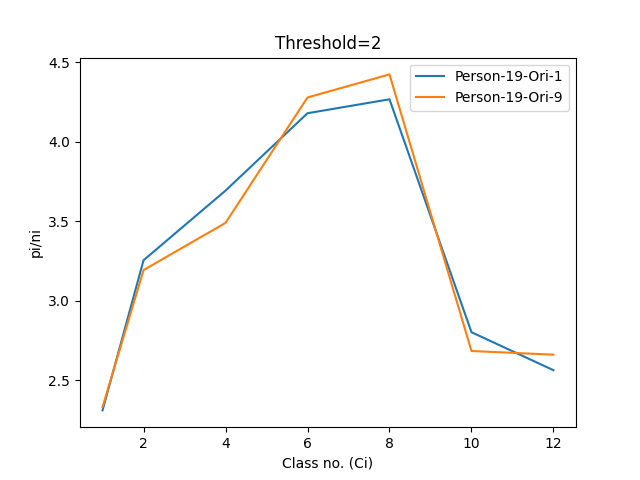 Threshold=2
Person-19-Ori-1
Person-19-Ori-9
pi/ni
4.5
4.0
3.5
3.0
2.5
2 4 6 8 10 12
Class no. (Ci)